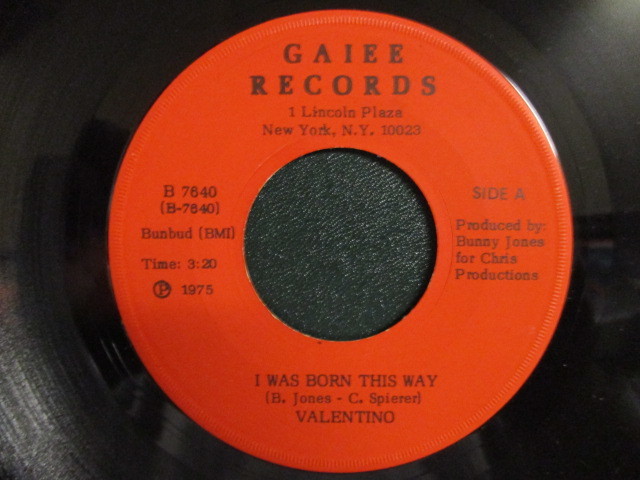 GAIEE
RECORDS
1 Lincoln Plaza
New York, N.Y. 10023
B 7640
(B-7640)
Bunbud (BMI)
Time: 3:20
Ⓟ 1975
SIDE A
Produced by:
Bunny Jones
for Chris
Productions
I WAS BORN THIS WAY
(B. Jones - C. Spierer)
VALENTINO